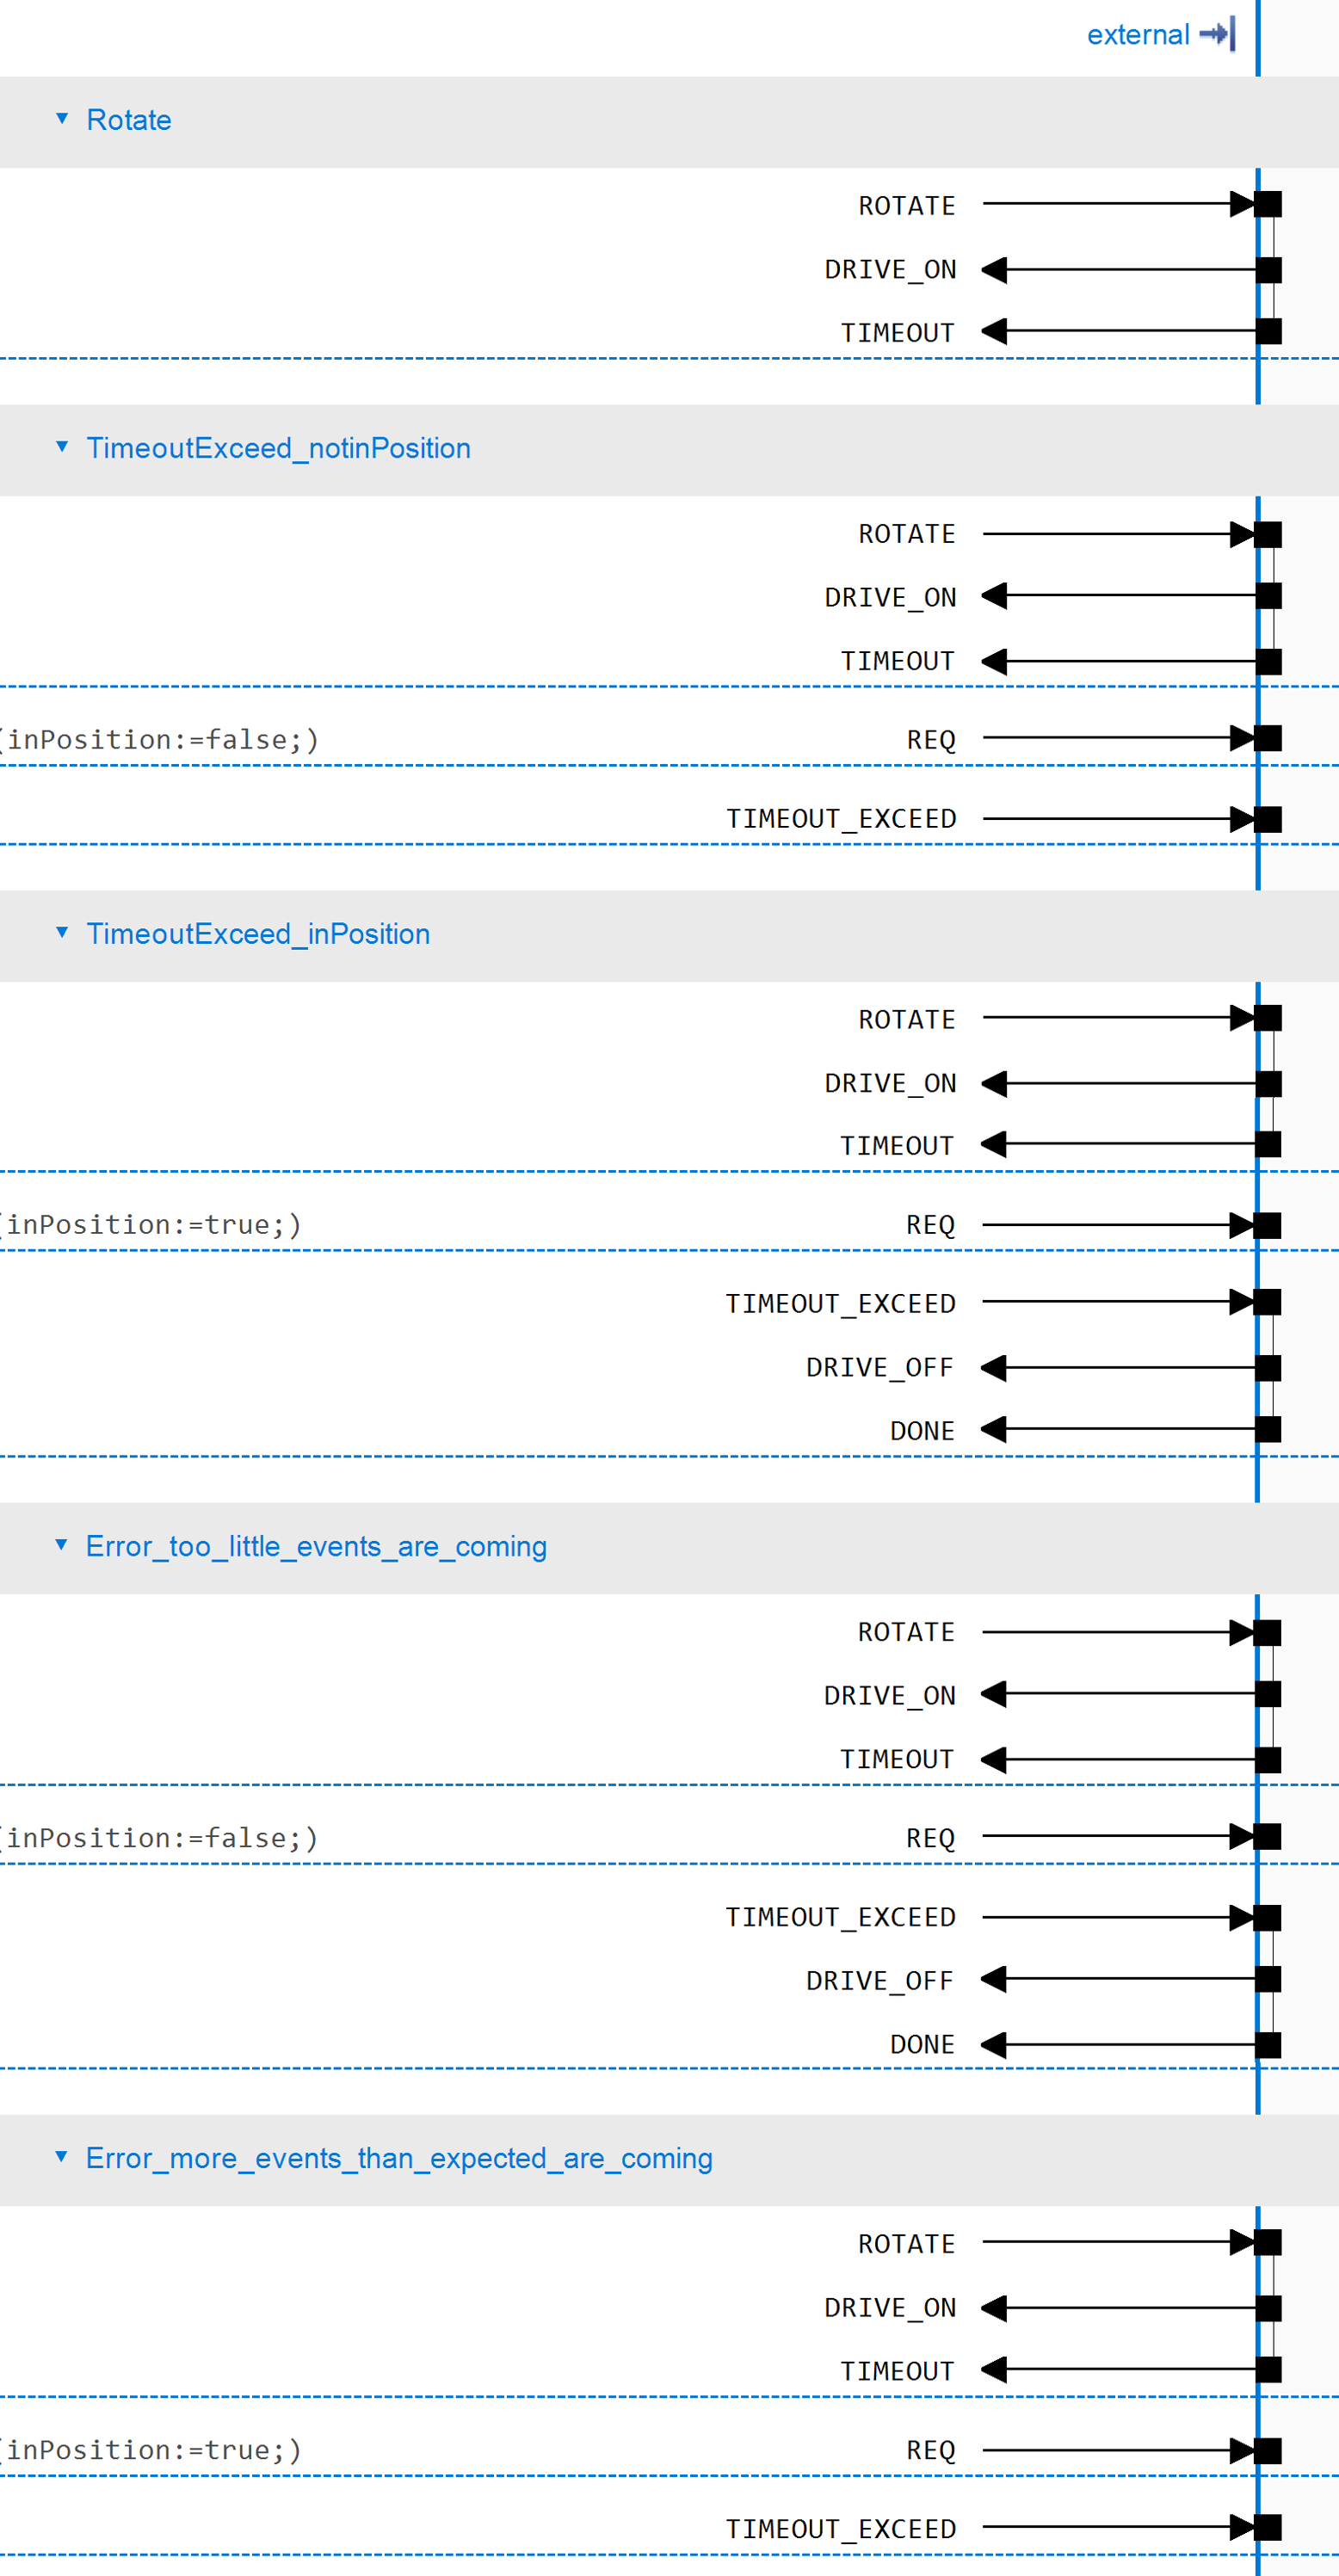 external
Rotate
ROTATE
DRIVE_ON
TIMEOUT
TimeoutExceed_notinPosition
ROTATE
DRIVE_ON
TIMEOUT
(inPosition:=false;) REQ
TIMEOUT_EXCEED
TimeoutExceed_inPosition
ROTATE
DRIVE_ON
TIMEOUT
(inPosition:=true;) REQ
TIMEOUT_EXCEED
DRIVE_OFF
DONE
Error_too_little_events_are_coming
ROTATE
DRIVE_ON
TIMEOUT
(inPosition:=false;) REQ
TIMEOUT_EXCEED
DRIVE_OFF
DONE
Error_more_events_than_expected_are_coming
ROTATE
DRIVE_ON
TIMEOUT
(inPosition:=true;) REQ
TIMEOUT_EXCEED